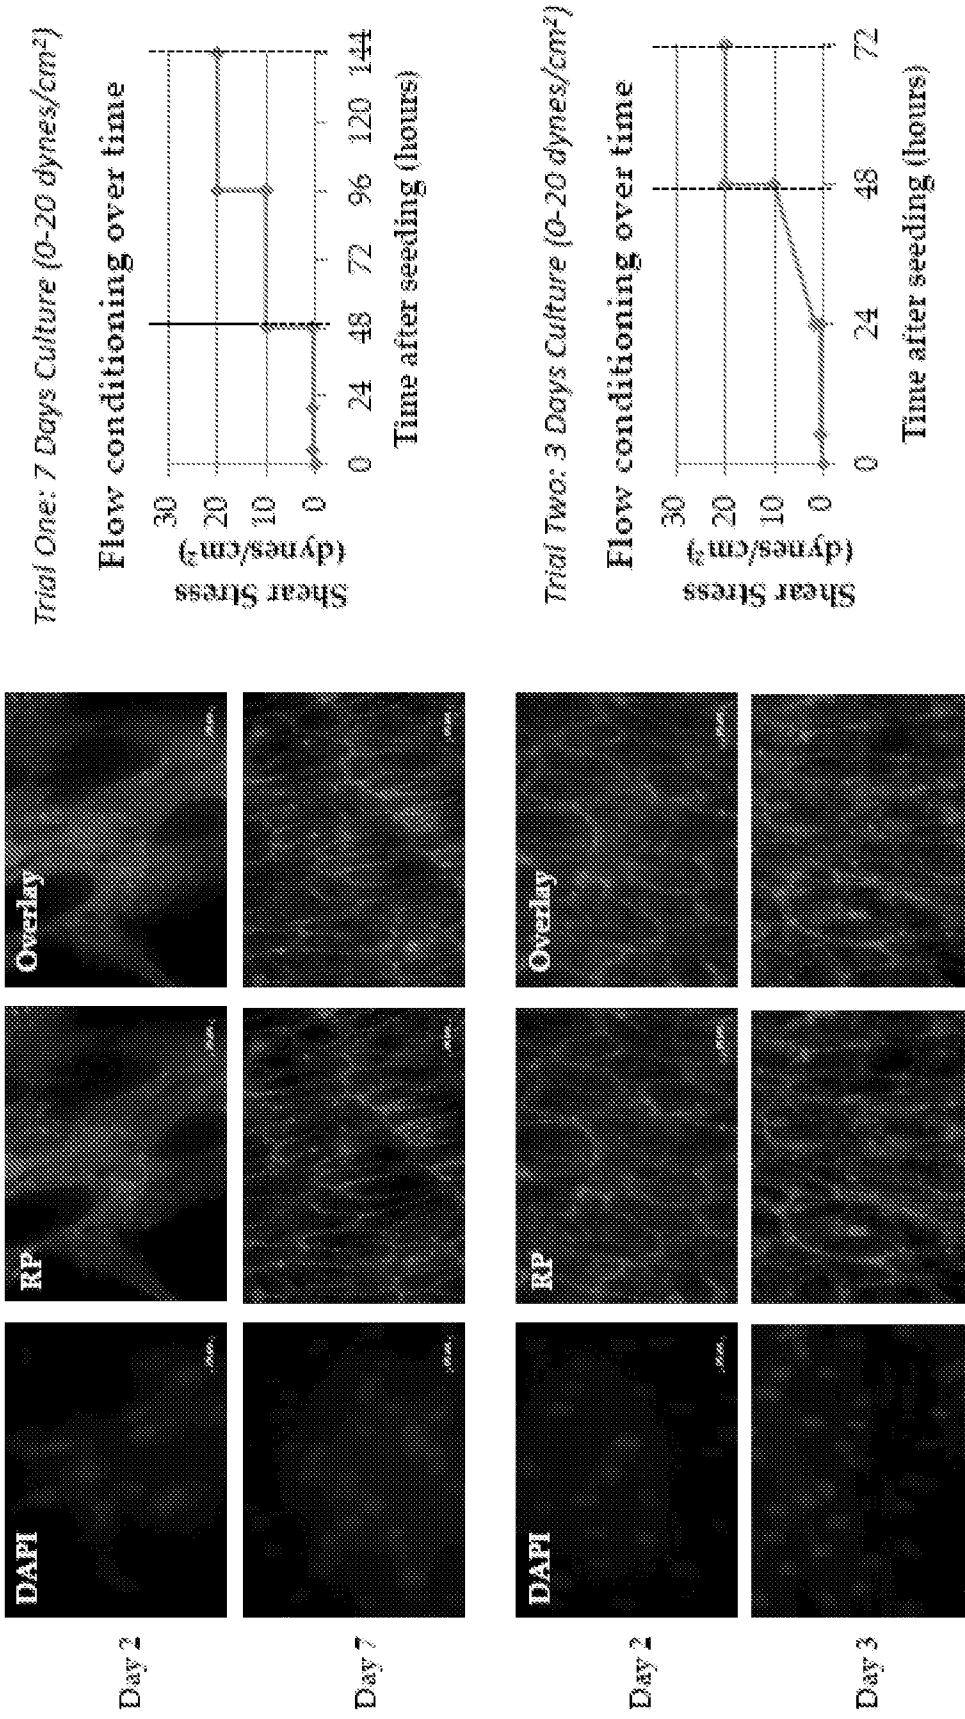 Trial One: 7 Days Culture (0-20 dynes/cm²)
DAPI
RP
Overlay
Day 2
Day 7
Flow conditioning over time
Shear Stress
(dynes/cm²)
30
20
10
0
0 24 48 72 96 120 144
Time after seeding (hours)
Trial Two: 3 Days Culture (0-20 dynes/cm²)
DAPI
RP
Overlay
Day 2
Day 3
Flow conditioning over time
Shear Stress
(dynes/cm²)
30
20
10
0
0 24 48 72
Time after seeding (hours)